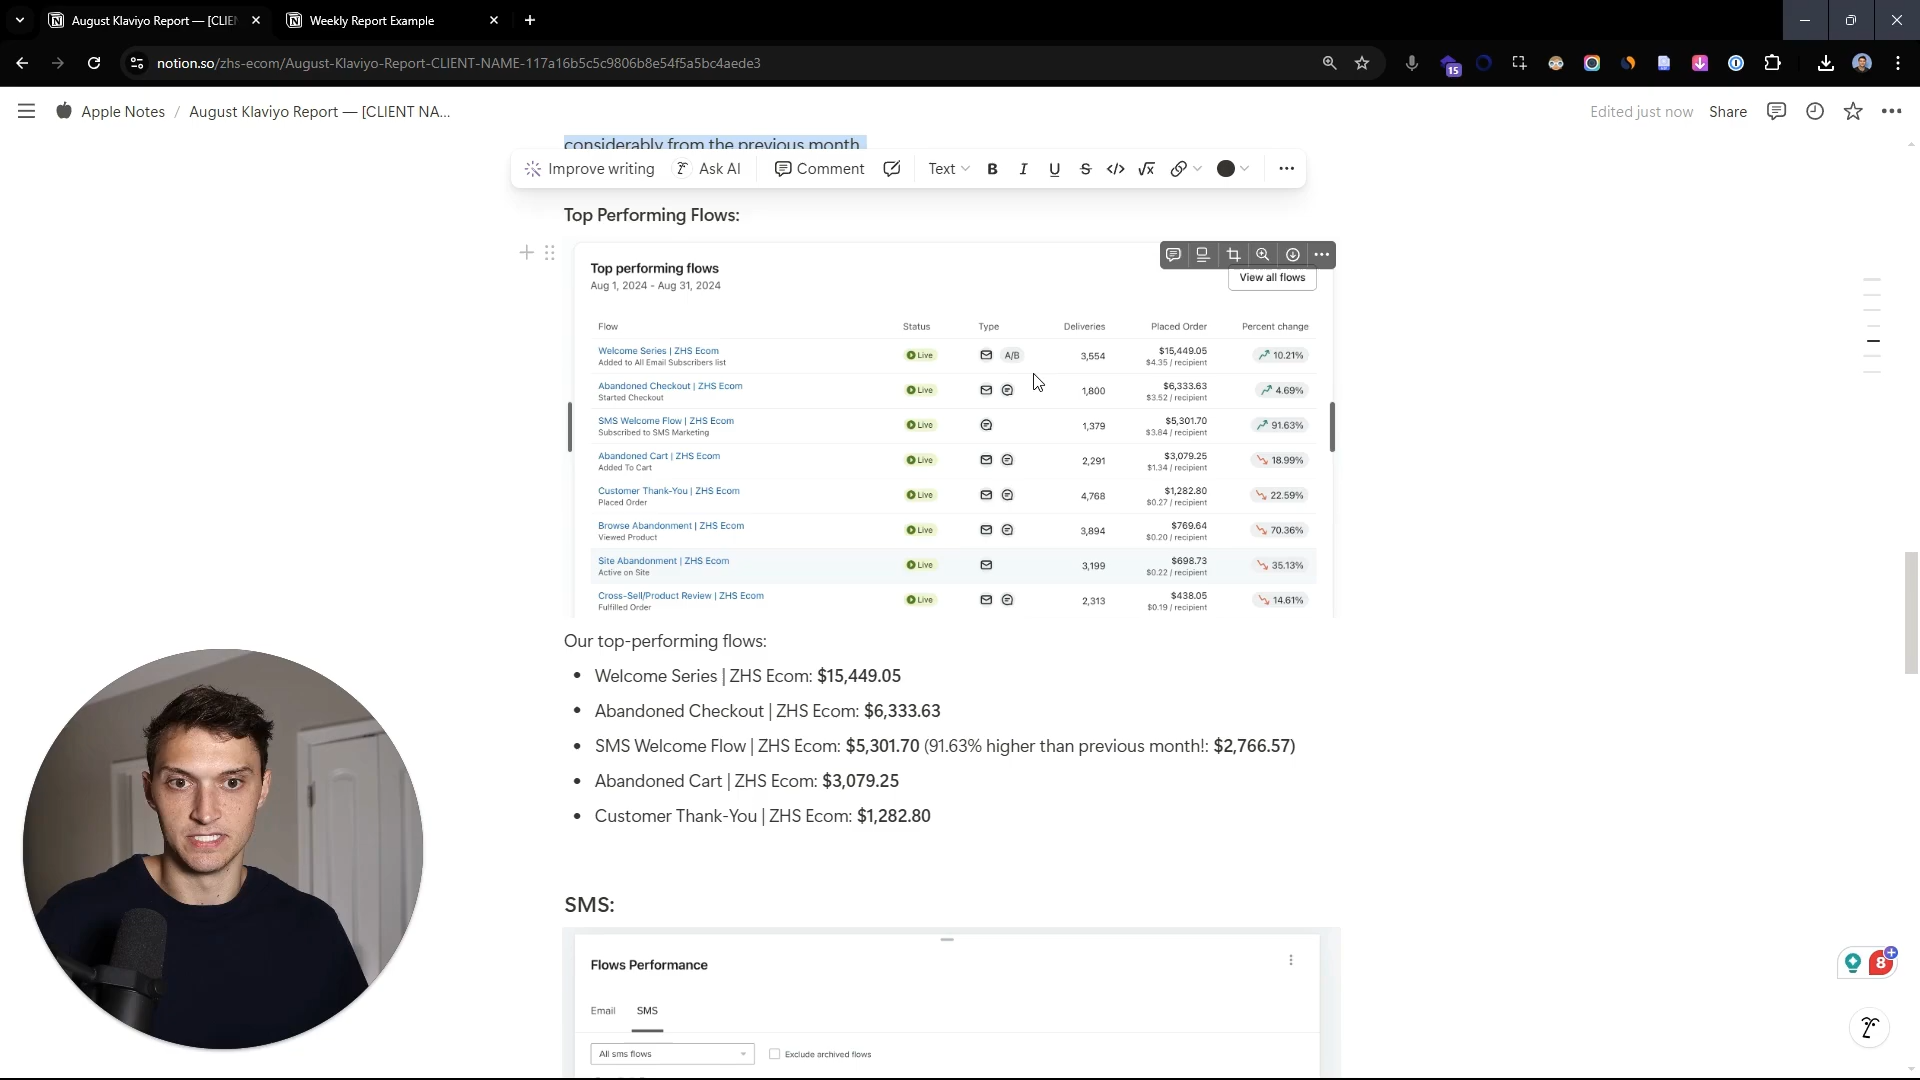 August Klaviyo Report — [CLIE
Weekly Report Example
notion.so/zhs-ecom/August-Klaviyo-Report-CLIENT-NAME-117a16b5c5c9806b8e54f5a5bc4aede3
15
Apple Notes / August Klaviyo Report — [CLIENT NA...
Edited just now
Share
considerably from the previous month.
Improve writing
Ask AI
Comment
Text
B
I
U
S
Top Performing Flows:
Top performing flows
Aug 1, 2024 - Aug 31, 2024
View all flows
Flow Status Type Deliveries Placed Order Percent change
Welcome Series | ZHS Ecom Live A/B 3,554 $15,449.05 10.21%
Added to All Email Subscribers list $4.35 / recipient
Abandoned Checkout | ZHS Ecom Live 1,800 $6,333.63 4.69%
Started Checkout $3.52 / recipient
SMS Welcome Flow | ZHS Ecom Live 1,379 $5,301.70 91.63%
Subscribed to SMS Marketing $3.84 / recipient
Abandoned Cart | ZHS Ecom Live 2,291 $3,079.25 18.99%
Added To Cart $1.34 / recipient
Customer Thank-You | ZHS Ecom Live 4,768 $1,282.80 22.59%
Placed Order $0.27 / recipient
Browse Abandonment | ZHS Ecom Live 3,894 $769.64 70.36%
Viewed Product $0.20 / recipient
Site Abandonment | ZHS Ecom Live 3,199 $698.73 35.13%
Active on Site $0.22 / recipient
Cross-Sell/Product Review | ZHS Ecom Live 2,313 $438.05 14.61%
Fulfilled Order $0.19 / recipient
Our top-performing flows:
• Welcome Series | ZHS Ecom: $15,449.05
• Abandoned Checkout | ZHS Ecom: $6,333.63
• SMS Welcome Flow | ZHS Ecom: $5,301.70 (91.63% higher than previous month!: $2,766.57)
• Abandoned Cart | ZHS Ecom: $3,079.25
• Customer Thank-You | ZHS Ecom: $1,282.80
SMS:
Flows Performance
Email SMS
All sms flows
Exclude archived flows
8